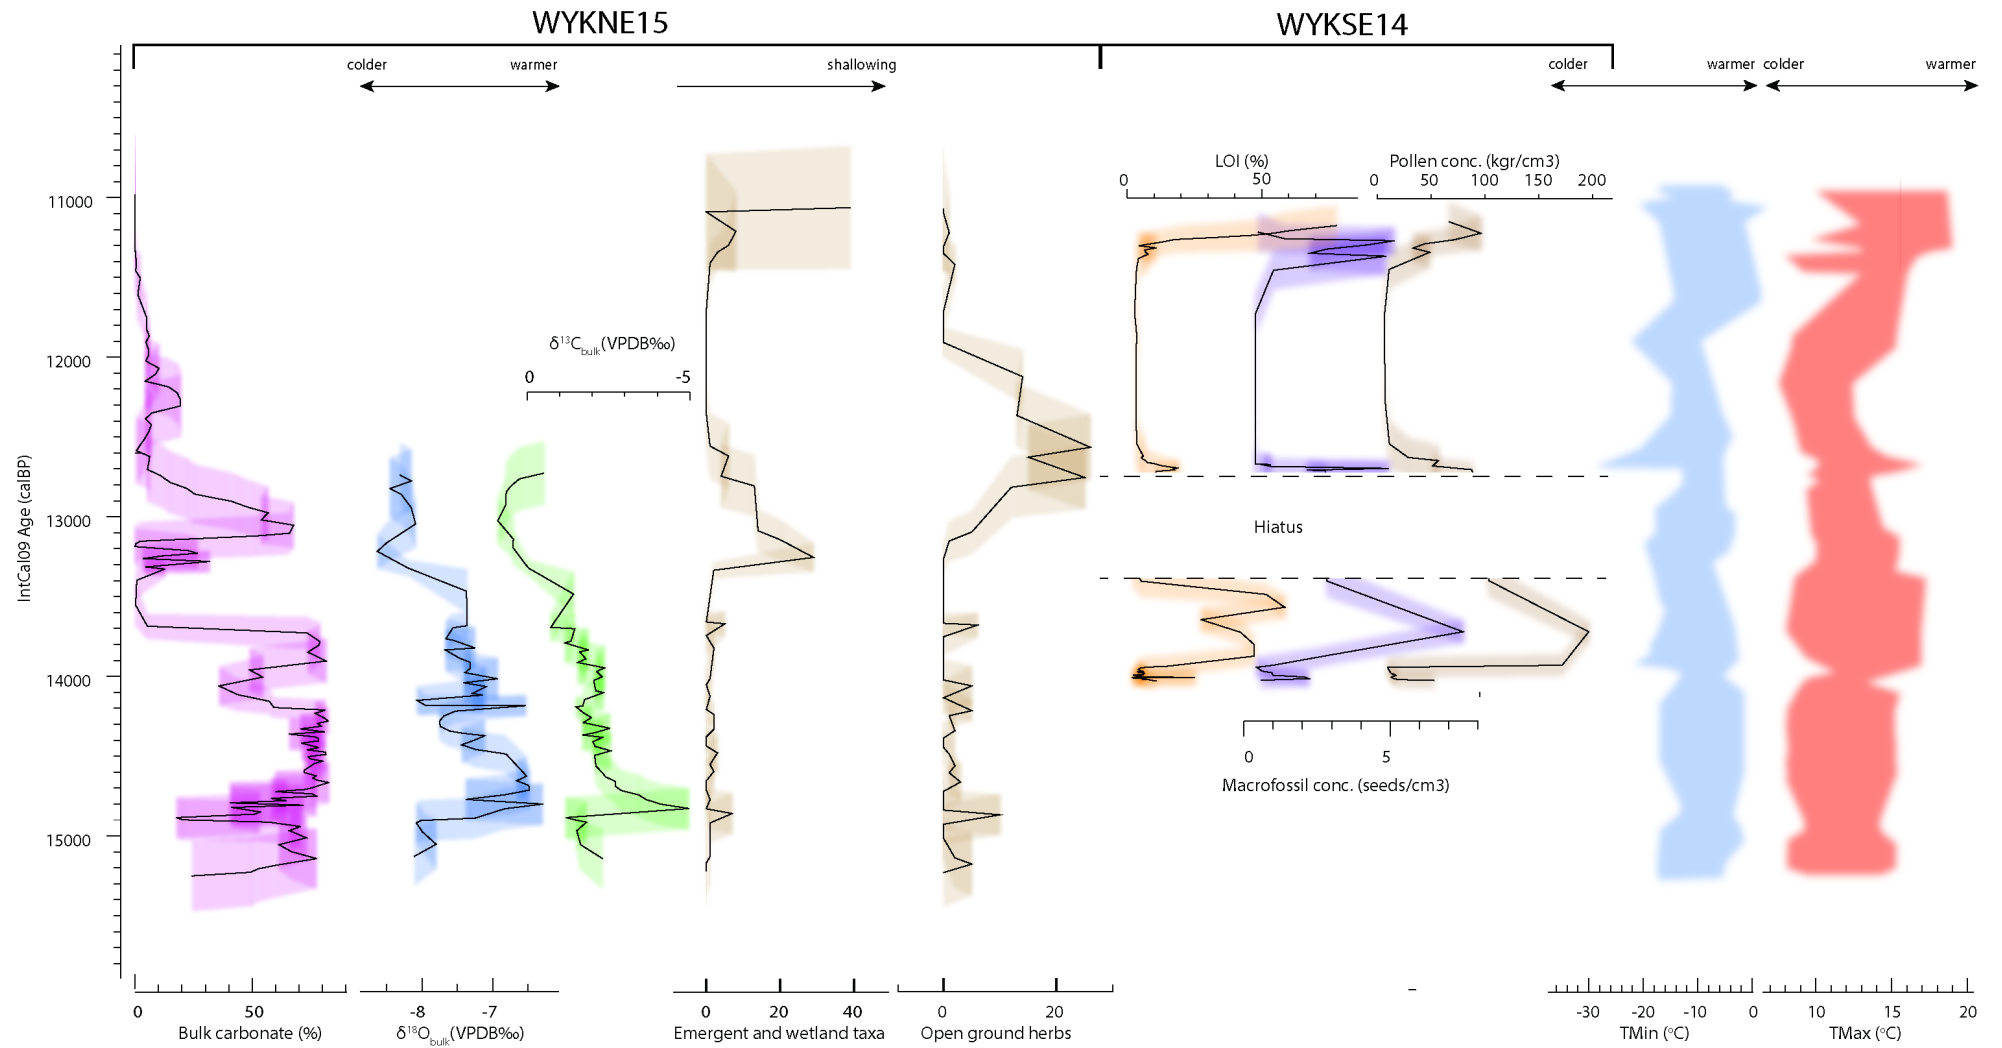 WYKNE15 WYKSE14
colder warmer shallowing colder warmer colder warmer
LOI (%) Pollen conc. (kgr/cm3)
0 50 0 50 100 200
11000
δ13Cbulk(VPDB‰)
12000
0 -5
13000
Hiatus
IntCal09 Age (calBP)
14000
0 5
Macrofossil conc. (seeds/cm3)
15000
0 50 -8 -7 0 20 40 0 20 -30 -20 -10 0 10 15 20
Bulk carbonate (%) δ18Obulk(VPDB‰) Emergent and wetland taxa Open ground herbs TMin (°C) TMax (°C)